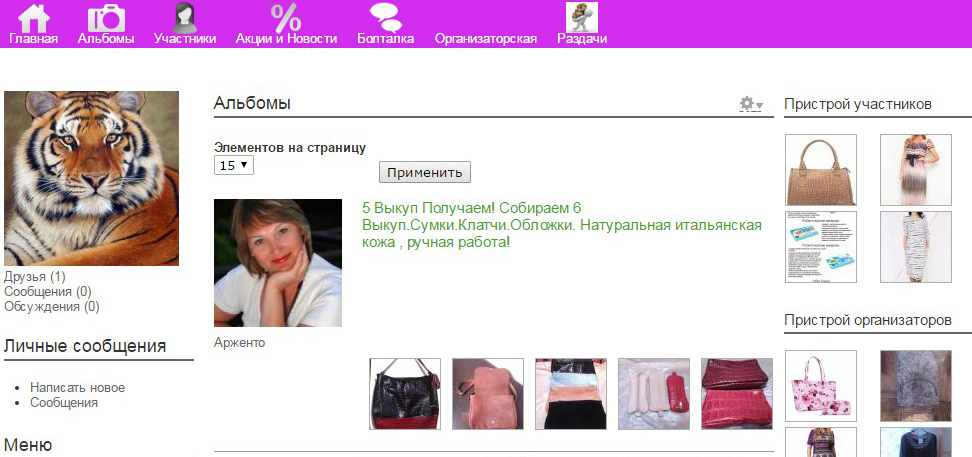 Главная
Альбомы
Участники
Акции и Новости
Болталка
Организаторская
Раздачи
Друзья (1)
Сообщения (0)
Обсуждения (0)
Личные сообщения
Написать новое
Сообщения
Меню
Альбомы
Элементов на страницу
15
Применить
5 Выкуп Получаем! Собираем 6
Выкуп.Сумки.Клатчи.Обложки. Натуральная итальянская
кожа , ручная работа!
Арженто
Пристрой участников
Пристрой организаторов